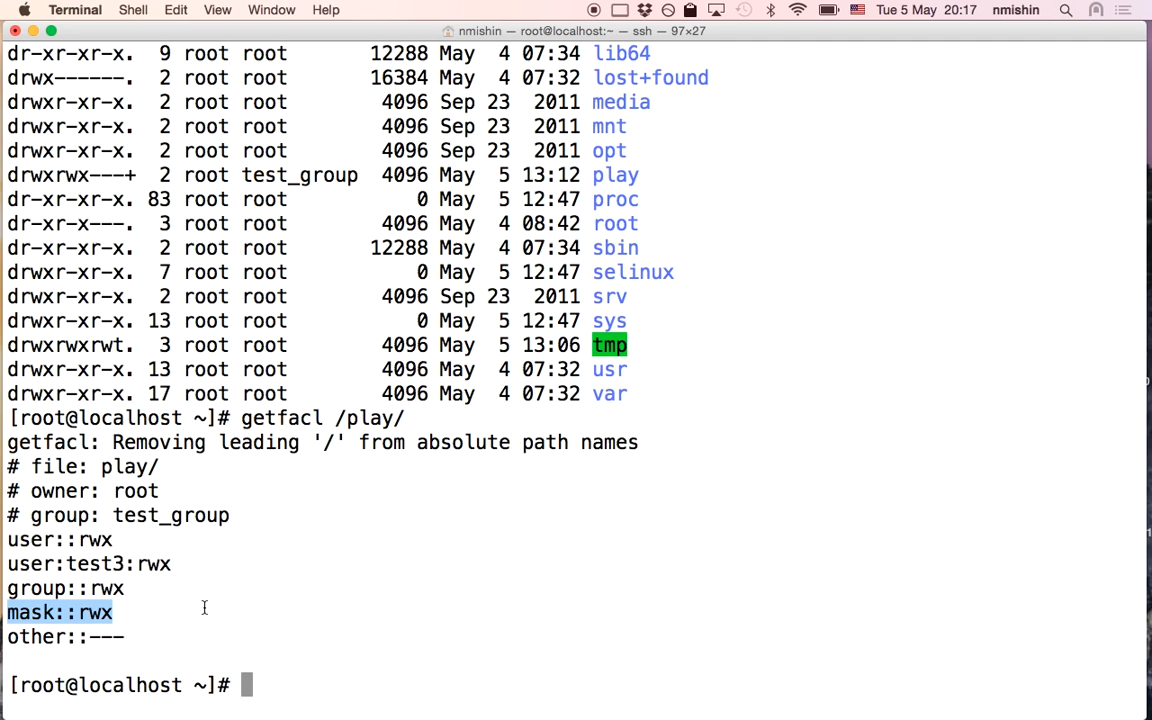 Terminal Shell Edit View Window Help Tue 5 May 20:17 nmishin
nmishin — root@localhost:~ — ssh — 97×27
dr-xr-xr-x. 9 root root 12288 May 4 07:34 lib64
drwx------. 2 root root 16384 May 4 07:32 lost+found
drwxr-xr-x. 2 root root 4096 Sep 23 2011 media
drwxr-xr-x. 2 root root 4096 Sep 23 2011 mnt
drwxr-xr-x. 2 root root 4096 Sep 23 2011 opt
drwxrwx---+ 2 root test_group 4096 May 5 13:12 play
dr-xr-xr-x. 83 root root 0 May 5 12:47 proc
dr-xr-x---. 3 root root 4096 May 4 08:42 root
dr-xr-xr-x. 2 root root 12288 May 4 07:34 sbin
drwxr-xr-x. 7 root root 0 May 5 12:47 selinux
drwxr-xr-x. 2 root root 4096 Sep 23 2011 srv
drwxr-xr-x. 13 root root 0 May 5 12:47 sys
drwxrwxrwt. 3 root root 4096 May 5 13:06 tmp
drwxr-xr-x. 13 root root 4096 May 4 07:32 usr
drwxr-xr-x. 17 root root 4096 May 4 07:32 var
[root@localhost ~]# getfacl /play/
getfacl: Removing leading '/' from absolute path names
# file: play/
# owner: root
# group: test_group
user::rwx
user:test3:rwx
group::rwx
mask::rwx
other::---
[root@localhost ~]#